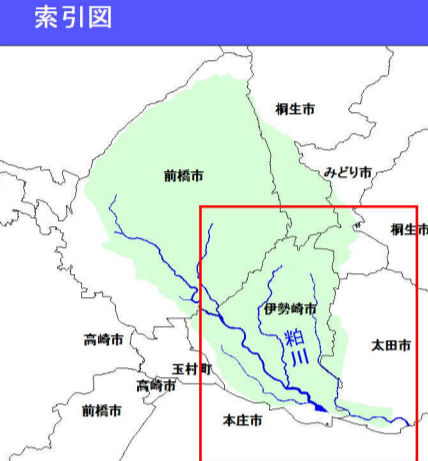 索引図
桐生市
前橋市
みどり市
桐生市
伊勢崎市
粕川
高崎市
太田市
玉村町
高崎市
前橋市
本庄市